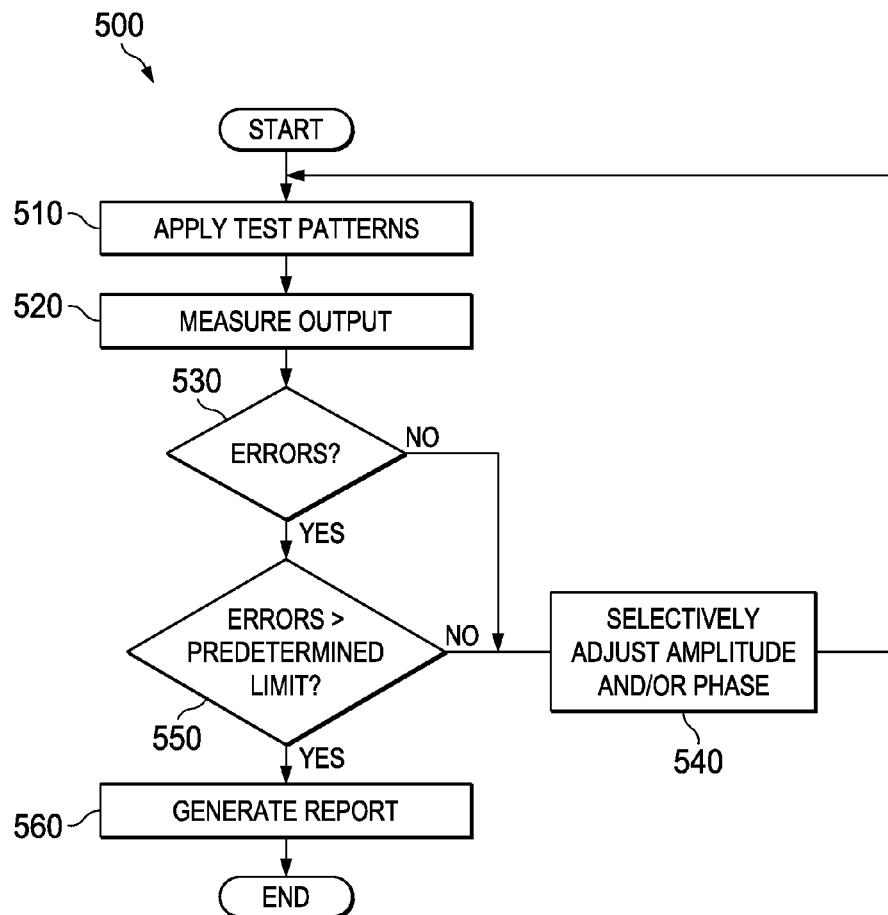 500
START
510
APPLY TEST PATTERNS
520
MEASURE OUTPUT
530
ERRORS?
NO
YES
ERRORS >
PREDETERMINED
LIMIT?
NO
550
YES
SELECTIVELY
ADJUST AMPLITUDE
AND/OR PHASE
540
560
GENERATE REPORT
END